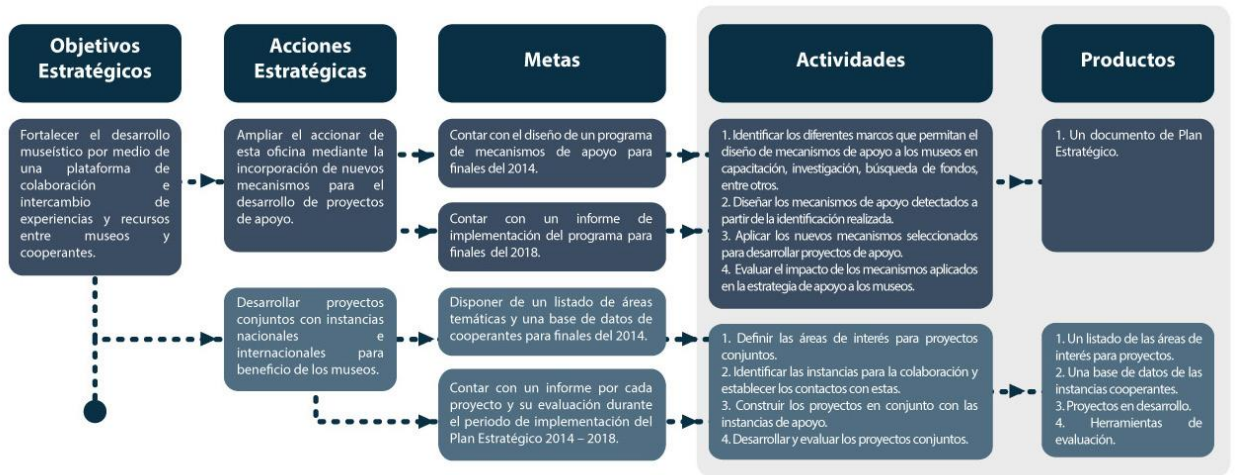 Objetivos
Estratégicos
Acciones
Estratégicas
Metas
Actividades
Productos
Fortalecer el desarrollo
museístico por medio de
una plataforma de
colaboración e
intercambio de
experiencias y recursos
entre museos y
cooperantes.
Ampliar el accionar de
esta oficina mediante la
incorporación de nuevos
mecanismos para el
desarrollo de proyectos
de apoyo.
Contar con el diseño de un programa
de mecanismos de apoyo para
finales del 2014.
Contar con un informe de
implementación del programa para
finales del 2018.
1. Identificar los diferentes marcos que permitan el
diseño de mecanismos de apoyo a los museos en
capacitación, investigación, búsqueda de fondos,
entre otros.
2. Diseñar los mecanismos de apoyo detectados a
partir de la identificación realizada.
3. Aplicar los nuevos mecanismos seleccionados
para desarrollar proyectos de apoyo.
4. Evaluar el impacto de los mecanismos aplicados
en la estrategia de apoyo a los museos.
1. Un documento de Plan
Estratégico.
Desarrollar proyectos
conjuntos con instancias
nacionales e
internacionales para
beneficio de los museos.
Disponer de un listado de áreas
temáticas y una base de datos de
cooperantes para finales del 2014.
Contar con un informe por cada
proyecto y su evaluación durante
el periodo de implementación del
Plan Estratégico 2014 – 2018.
1. Definir las áreas de interés para proyectos
conjuntos.
2. Identificar las instancias para la colaboración y
establecer los contactos con estas.
3. Construir los proyectos en conjunto con las
instancias de apoyo.
4. Desarrollar y evaluar los proyectos conjuntos.
1. Un listado de las áreas de
interés para proyectos.
2. Una base de datos de las
instancias cooperantes.
3. Proyectos en desarrollo.
4. Herramientas de
evaluación.